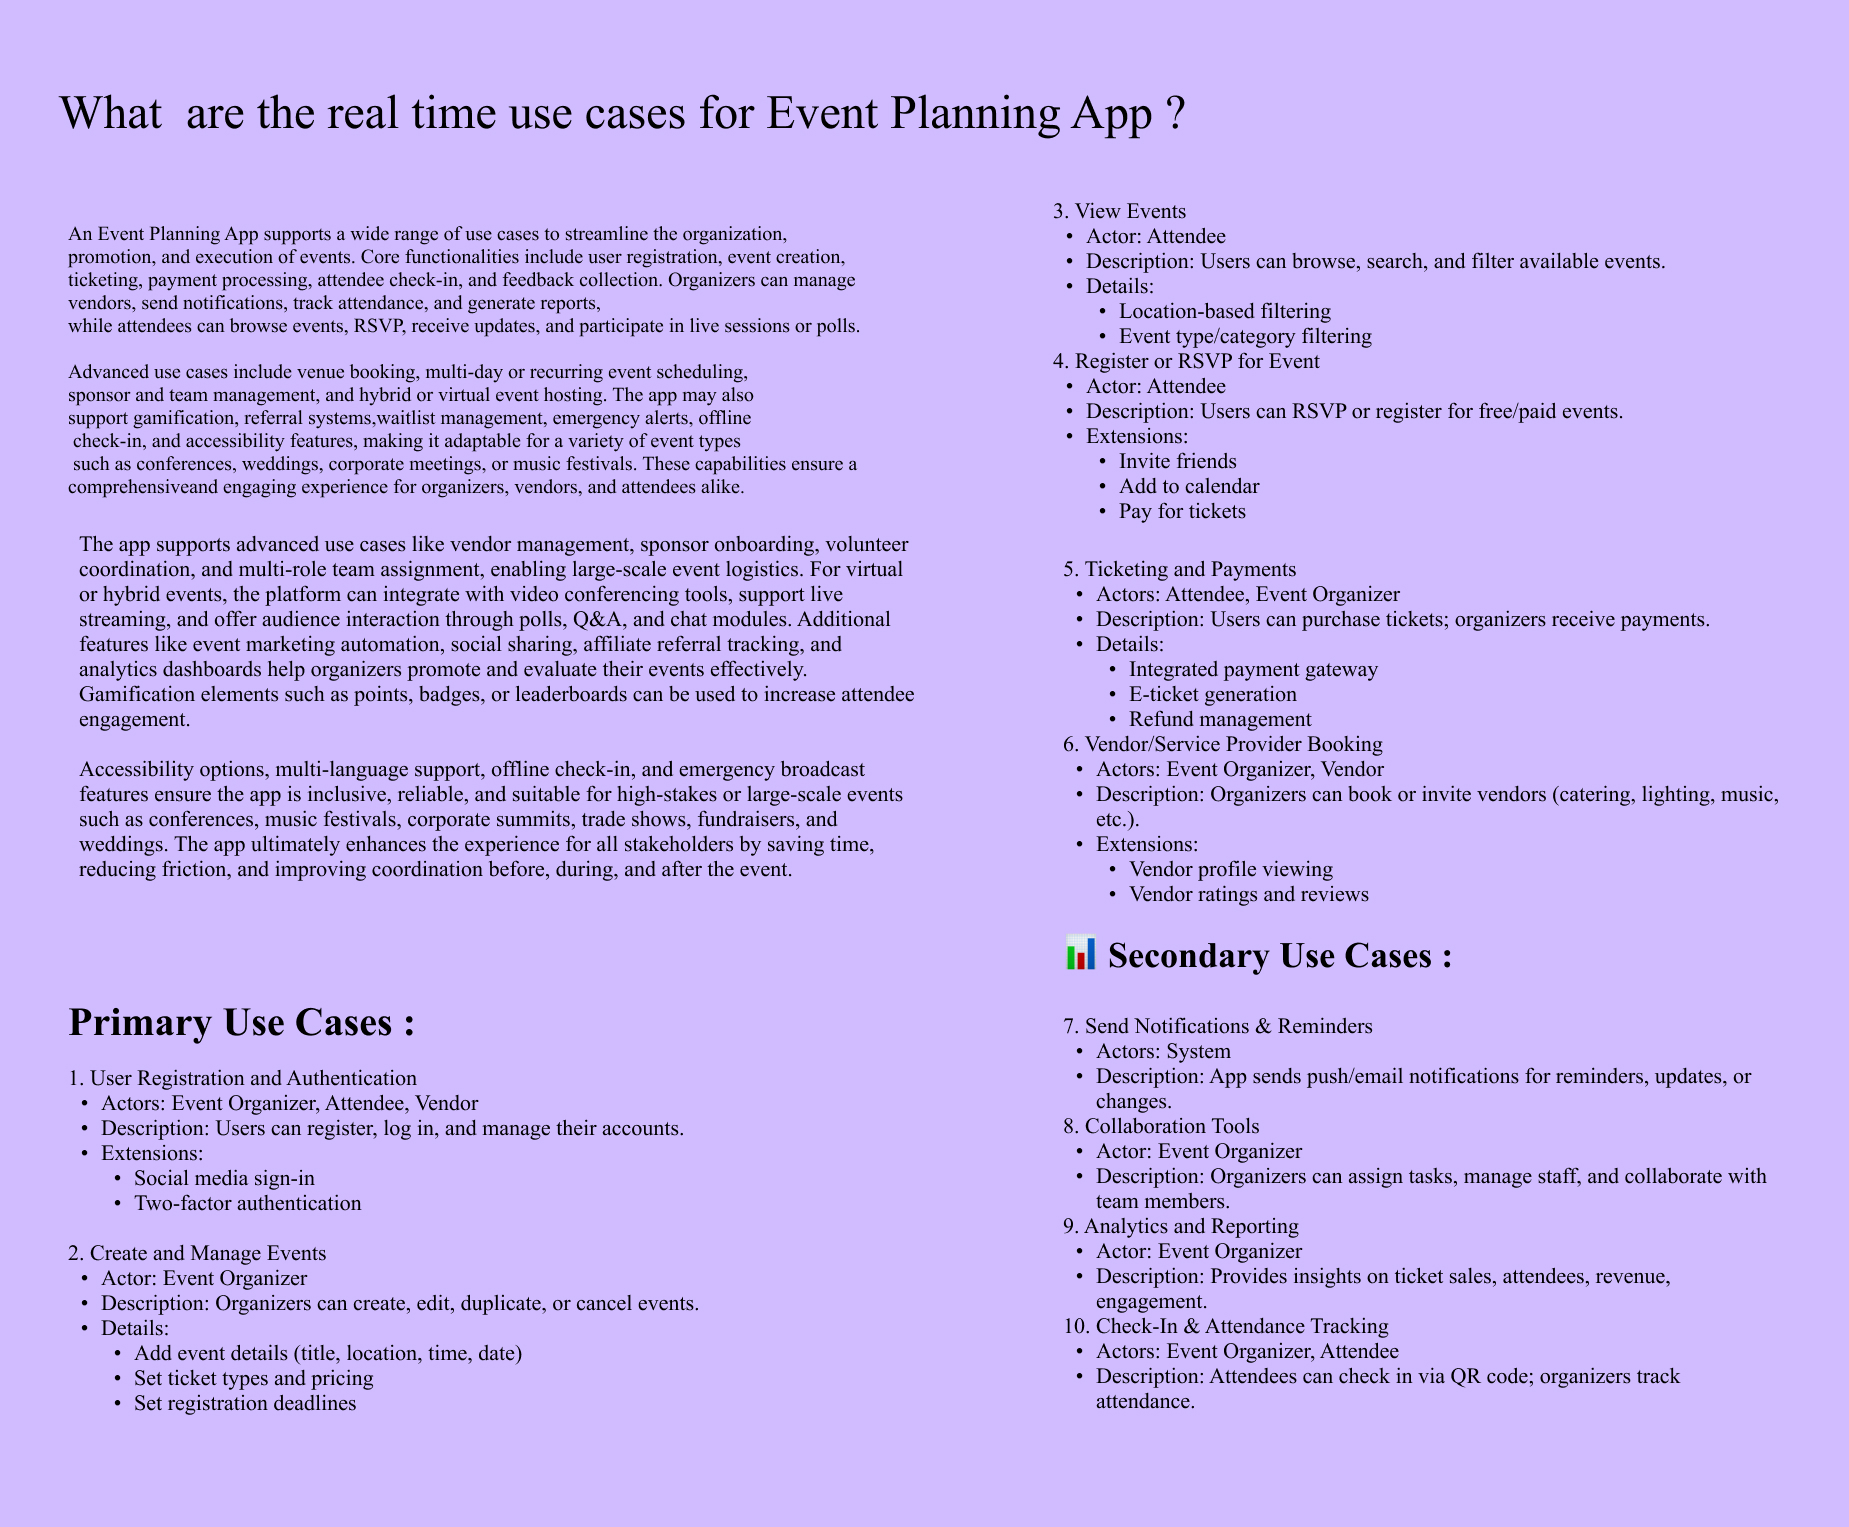 What  are the real time use cases for Event Planning App ?
An Event Planning App supports a wide range of use cases to streamline the organization,
promotion, and execution of events. Core functionalities include user registration, event creation,
ticketing, payment processing, attendee check-in, and feedback collection. Organizers can manage
vendors, send notifications, track attendance, and generate reports,
while attendees can browse events, RSVP, receive updates, and participate in live sessions or polls.
Advanced use cases include venue booking, multi-day or recurring event scheduling,
sponsor and team management, and hybrid or virtual event hosting. The app may also
support gamification, referral systems,waitlist management, emergency alerts, offline
check-in, and accessibility features, making it adaptable for a variety of event types
such as conferences, weddings, corporate meetings, or music festivals. These capabilities ensure a
comprehensiveand engaging experience for organizers, vendors, and attendees alike.
The app supports advanced use cases like vendor management, sponsor onboarding, volunteer
coordination, and multi-role team assignment, enabling large-scale event logistics. For virtual
or hybrid events, the platform can integrate with video conferencing tools, support live
streaming, and offer audience interaction through polls, Q&A, and chat modules. Additional
features like event marketing automation, social sharing, affiliate referral tracking, and
analytics dashboards help organizers promote and evaluate their events effectively.
Gamification elements such as points, badges, or leaderboards can be used to increase attendee
engagement.
Accessibility options, multi-language support, offline check-in, and emergency broadcast
features ensure the app is inclusive, reliable, and suitable for high-stakes or large-scale events
such as conferences, music festivals, corporate summits, trade shows, fundraisers, and
weddings. The app ultimately enhances the experience for all stakeholders by saving time,
reducing friction, and improving coordination before, during, and after the event.
Primary Use Cases :
1. User Registration and Authentication
• Actors: Event Organizer, Attendee, Vendor
• Description: Users can register, log in, and manage their accounts.
• Extensions:
• Social media sign-in
• Two-factor authentication
2. Create and Manage Events
• Actor: Event Organizer
• Description: Organizers can create, edit, duplicate, or cancel events.
• Details:
• Add event details (title, location, time, date)
• Set ticket types and pricing
• Set registration deadlines
3. View Events
• Actor: Attendee
• Description: Users can browse, search, and filter available events.
• Details:
• Location-based filtering
• Event type/category filtering
4. Register or RSVP for Event
• Actor: Attendee
• Description: Users can RSVP or register for free/paid events.
• Extensions:
• Invite friends
• Add to calendar
• Pay for tickets
5. Ticketing and Payments
• Actors: Attendee, Event Organizer
• Description: Users can purchase tickets; organizers receive payments.
• Details:
• Integrated payment gateway
• E-ticket generation
• Refund management
6. Vendor/Service Provider Booking
• Actors: Event Organizer, Vendor
• Description: Organizers can book or invite vendors (catering, lighting, music,
etc.).
• Extensions:
• Vendor profile viewing
• Vendor ratings and reviews
📊 Secondary Use Cases :
7. Send Notifications & Reminders
• Actors: System
• Description: App sends push/email notifications for reminders, updates, or
changes.
8. Collaboration Tools
• Actor: Event Organizer
• Description: Organizers can assign tasks, manage staff, and collaborate with
team members.
9. Analytics and Reporting
• Actor: Event Organizer
• Description: Provides insights on ticket sales, attendees, revenue,
engagement.
10. Check-In & Attendance Tracking
• Actors: Event Organizer, Attendee
• Description: Attendees can check in via QR code; organizers track
attendance.